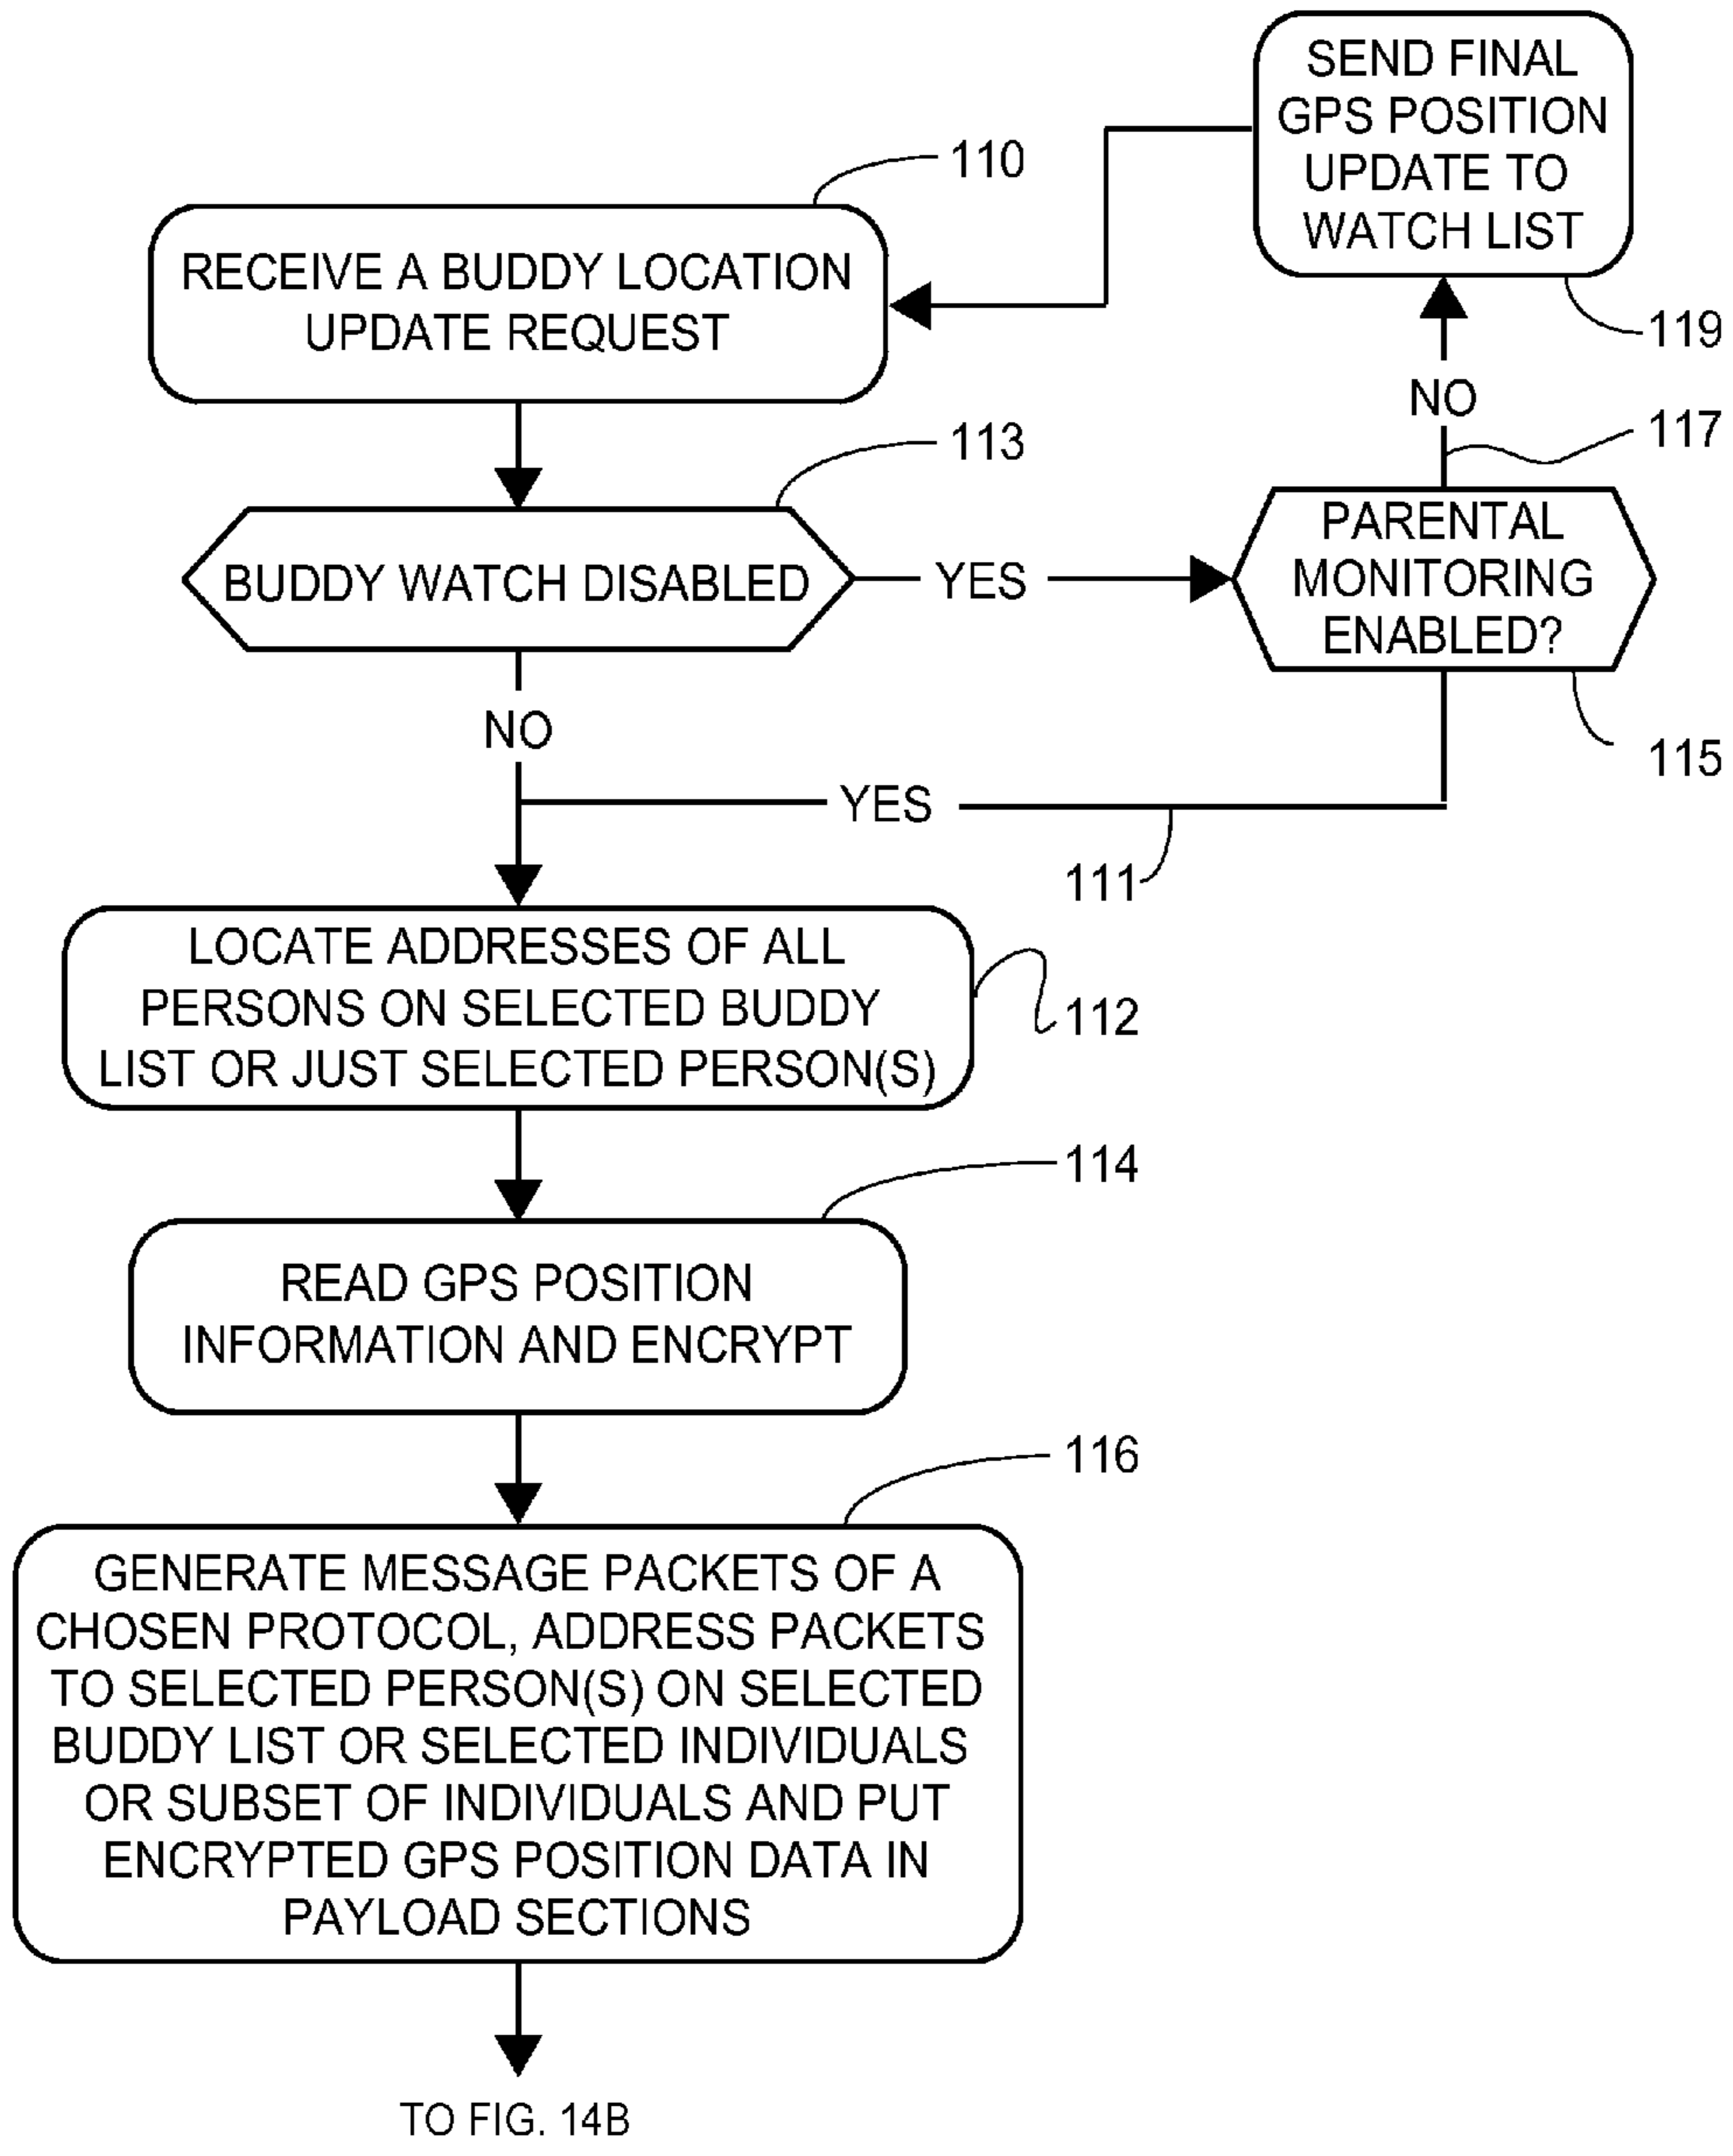 SEND FINAL
GPS POSITION
UPDATE TO
WATCH LIST
119
110
RECEIVE A BUDDY LOCATION
UPDATE REQUEST
NO
117
113
BUDDY WATCH DISABLED
YES
PARENTAL
MONITORING
ENABLED?
115
NO
YES
111
LOCATE ADDRESSES OF ALL
PERSONS ON SELECTED BUDDY
LIST OR JUST SELECTED PERSON(S)
112
114
READ GPS POSITION
INFORMATION AND ENCRYPT
116
GENERATE MESSAGE PACKETS OF A
CHOSEN PROTOCOL, ADDRESS PACKETS
TO SELECTED PERSON(S) ON SELECTED
BUDDY LIST OR SELECTED INDIVIDUALS
OR SUBSET OF INDIVIDUALS AND PUT
ENCRYPTED GPS POSITION DATA IN
PAYLOAD SECTIONS
TO FIG. 14B